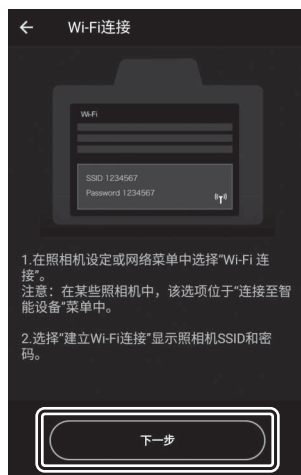 Wi-Fi连接
Wi-Fi
SSID 1234567
Password 1234567
1.在照相机设定或网络菜单中选择“Wi-Fi 连
接”。
注意：在某些照相机中，该选项位于“连接至智
能设备”菜单中。
2.选择“建立Wi-Fi连接”显示照相机SSID和密
码。
下一步